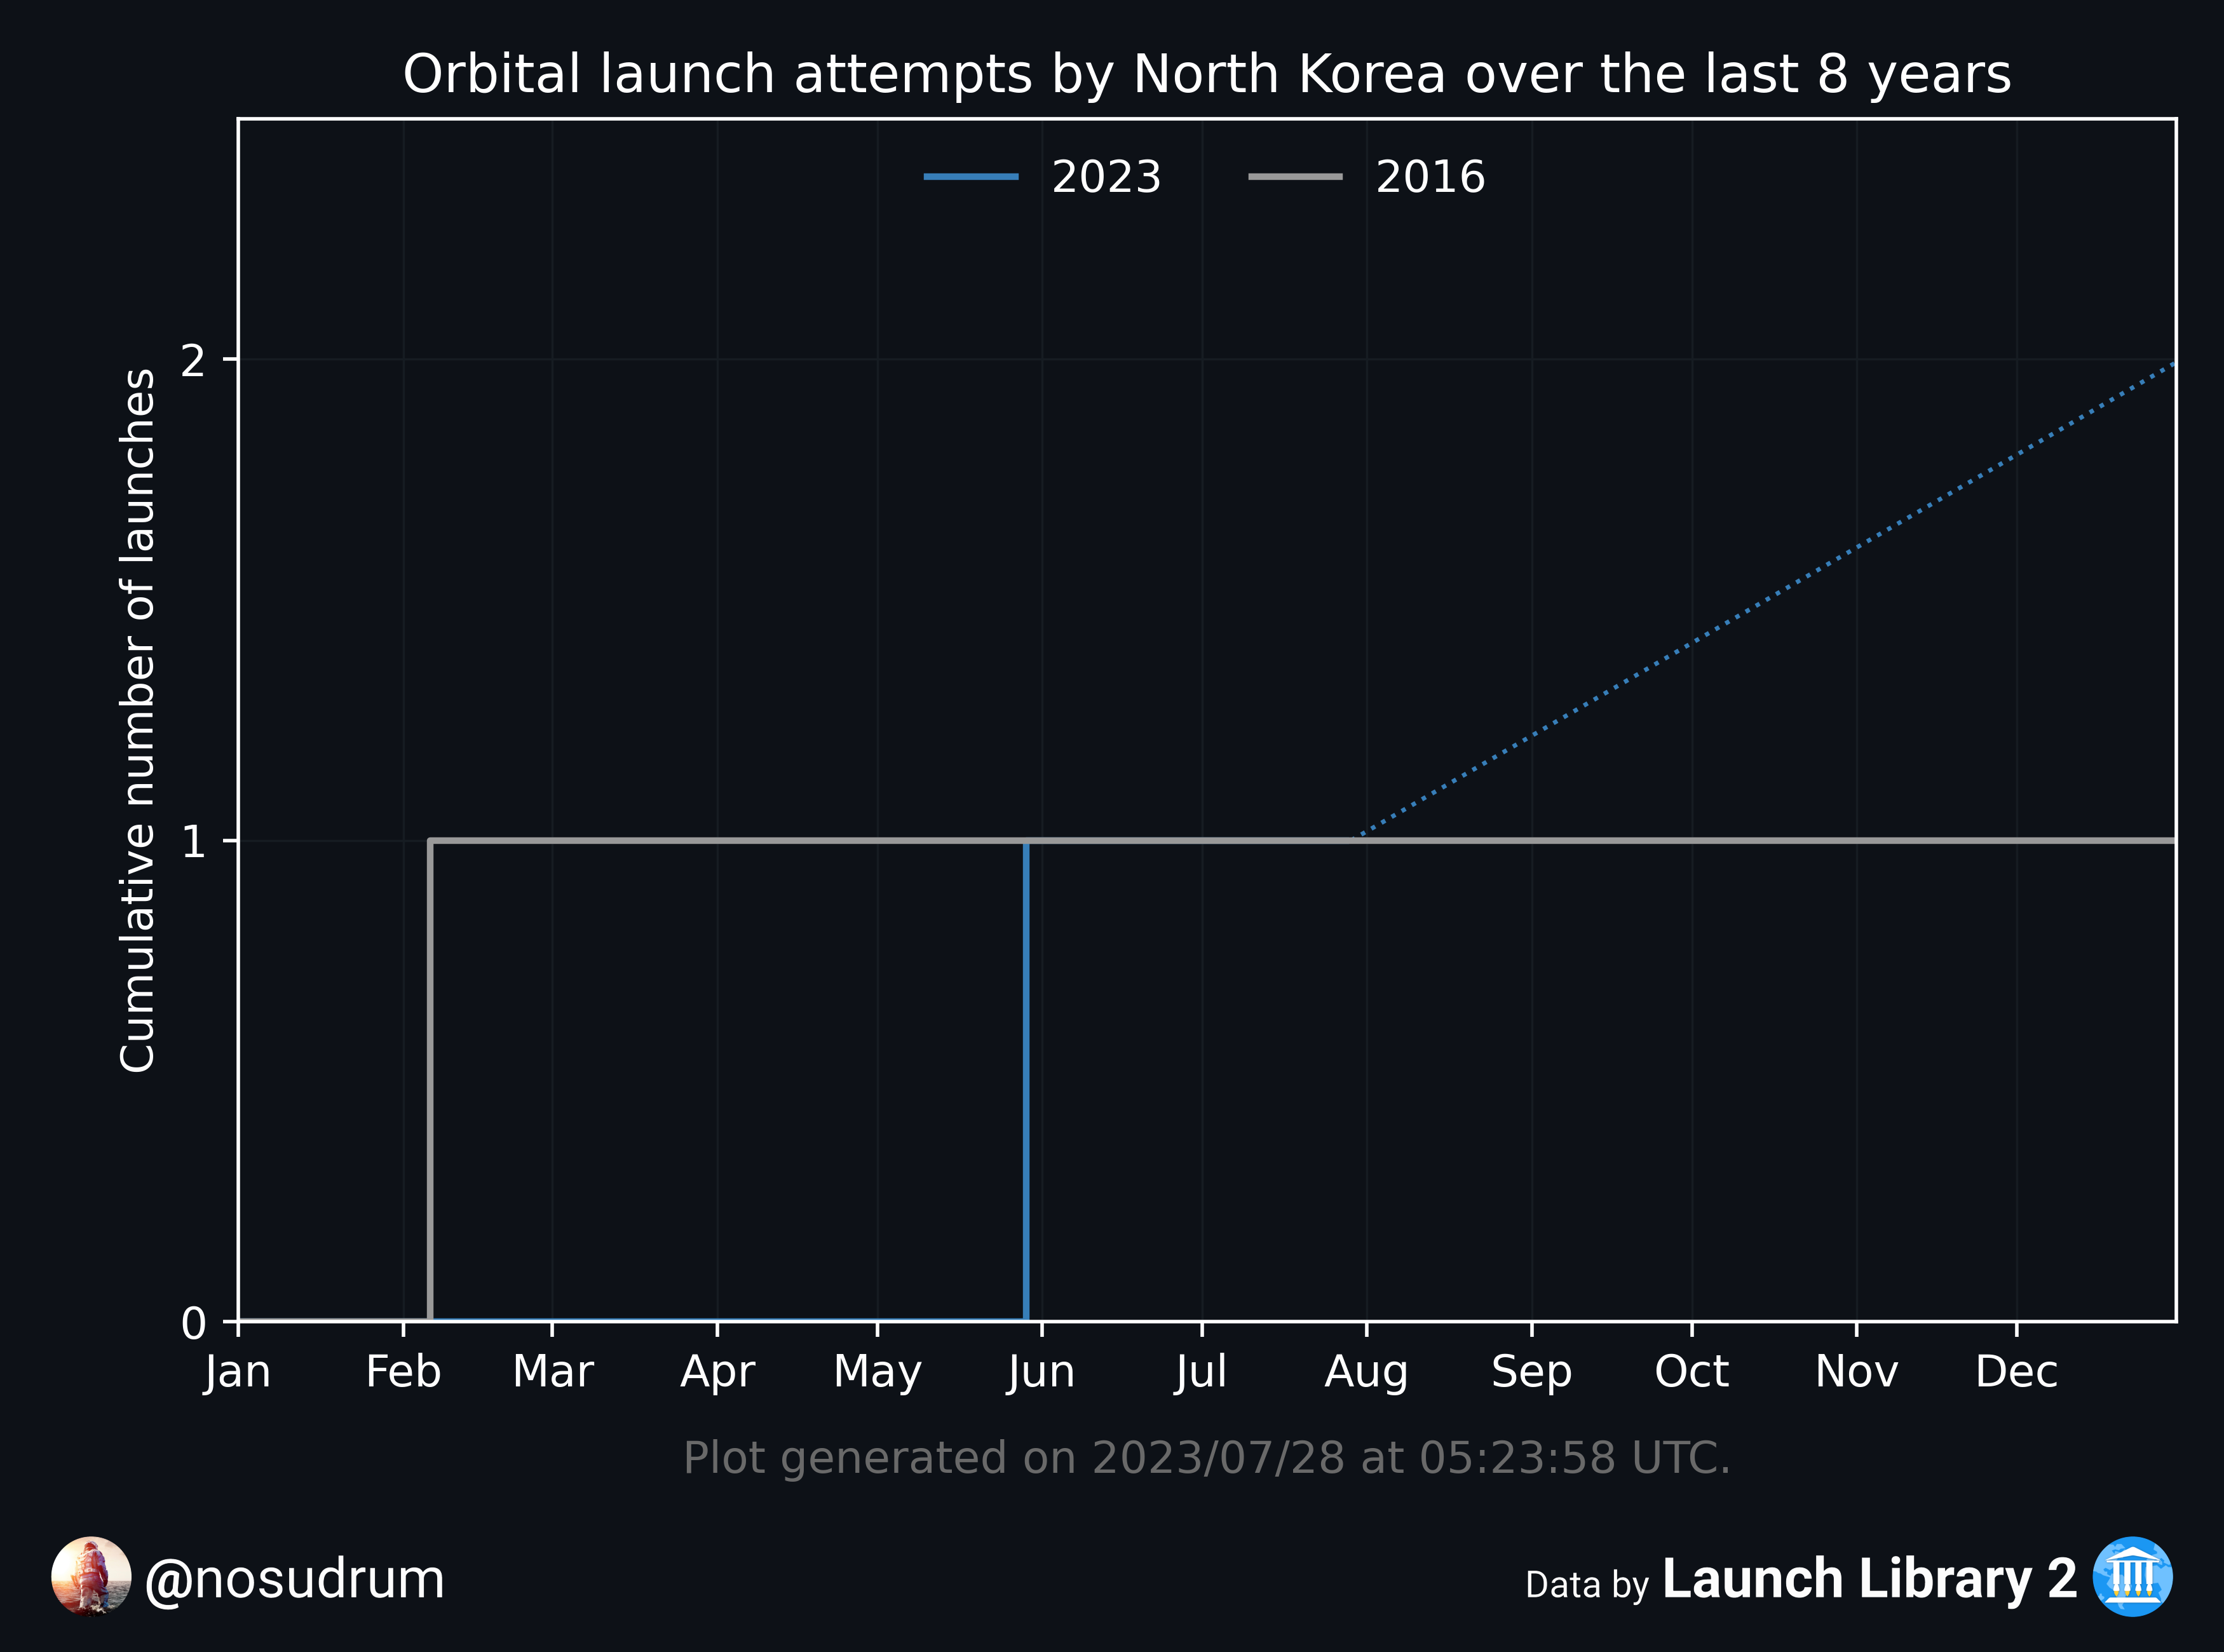 Orbital launch attempts by North Korea over the last 8 years
2023 2016
Cumulative number of launches
2
1
0
Jan Feb Mar Apr May Jun Jul Aug Sep Oct Nov Dec
Plot generated on 2023/07/28 at 05:23:58 UTC.
@nosudrum
Data by Launch Library 2